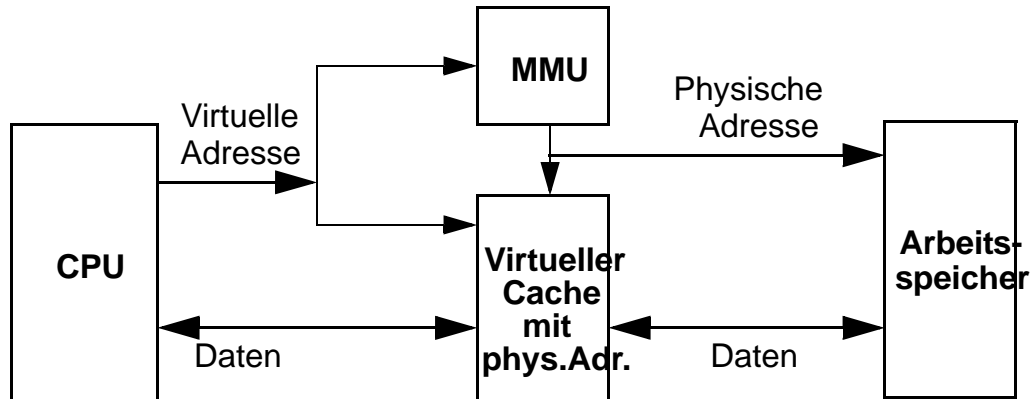 MMU
Physische
Adresse
Virtuelle
Adresse
CPU
Virtueller
Cache
mit
phys.Adr.
Arbeits-
speicher
Daten
Daten